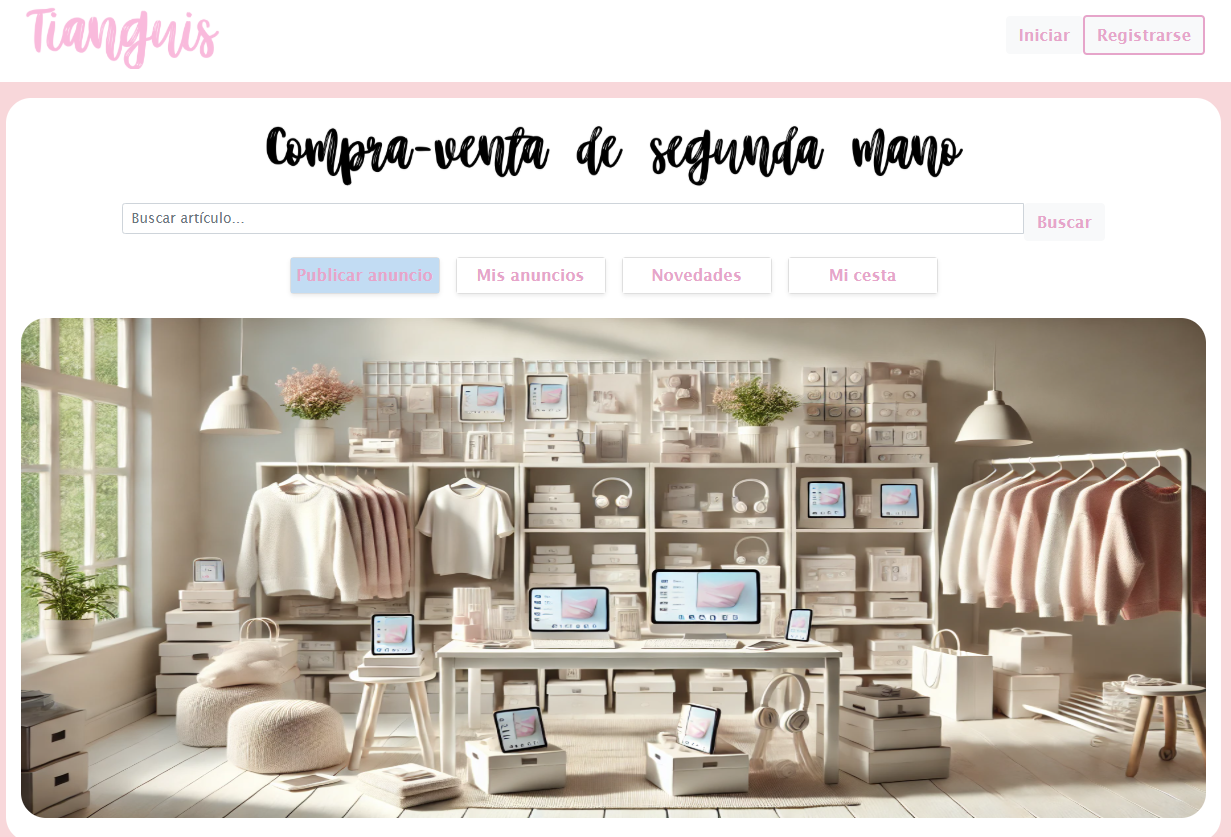 Tianguis
Iniciar Registrarse
Compra-venta de segunda mano
Buscar artículo... Buscar
Publicar anuncio Mis anuncios Novedades Mi cesta